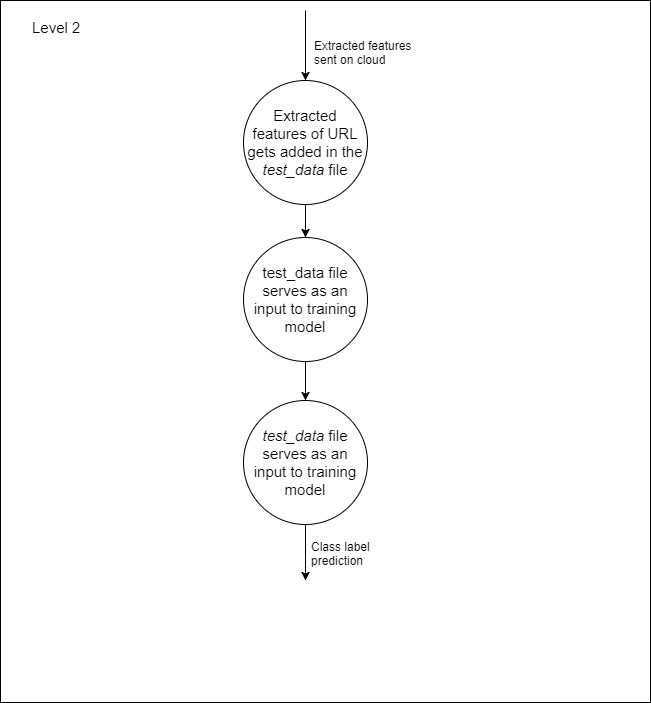 Level 2
Extracted features
sent on cloud
Extracted
features of URL
gets added in the
test_data file
test_data file
serves as an
input to training
model
test_data file
serves as an
input to training
model
Class label
prediction